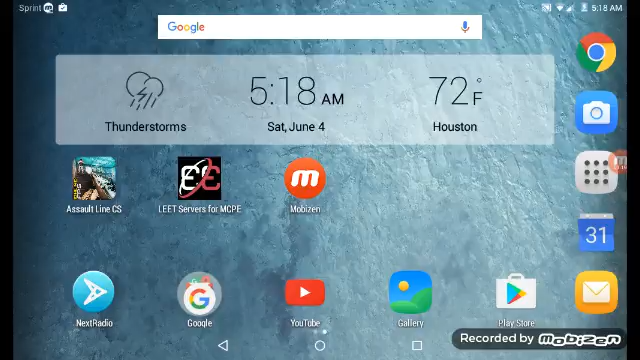 Sprint
5:18 AM
Google
5:18 AM
72°F
Thunderstorms
Sat, June 4
Houston
31
Assault Line CS
LEET Servers for MCPE
Mobizen
NextRadio
Google
YouTube
Gallery
Play Store
Recorded by mobizen